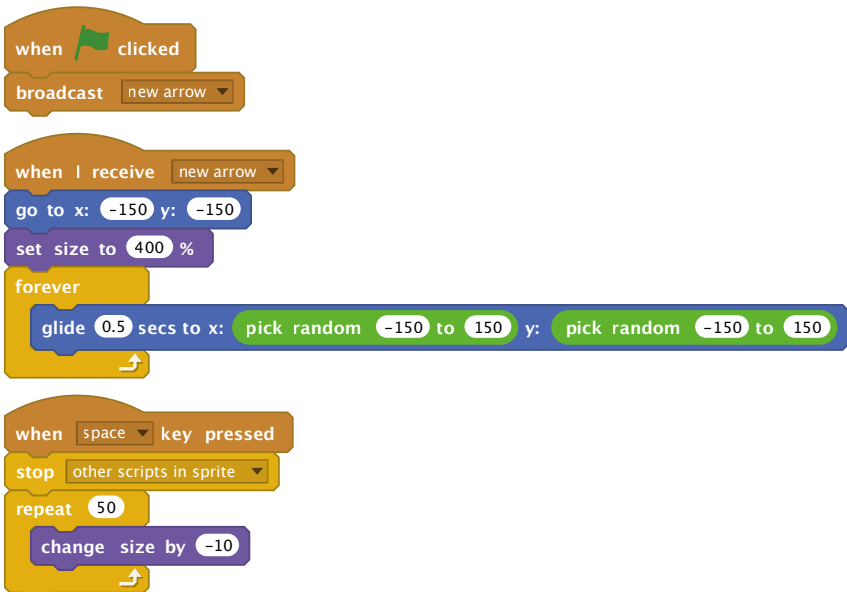 when clicked
broadcast new arrow
when I receive new arrow
go to x: -150 y: -150
set size to 400 %
forever
glide 0.5 secs to x: pick random -150 to 150 y: pick random -150 to 150
when space key pressed
stop other scripts in sprite
repeat 50
change size by -10